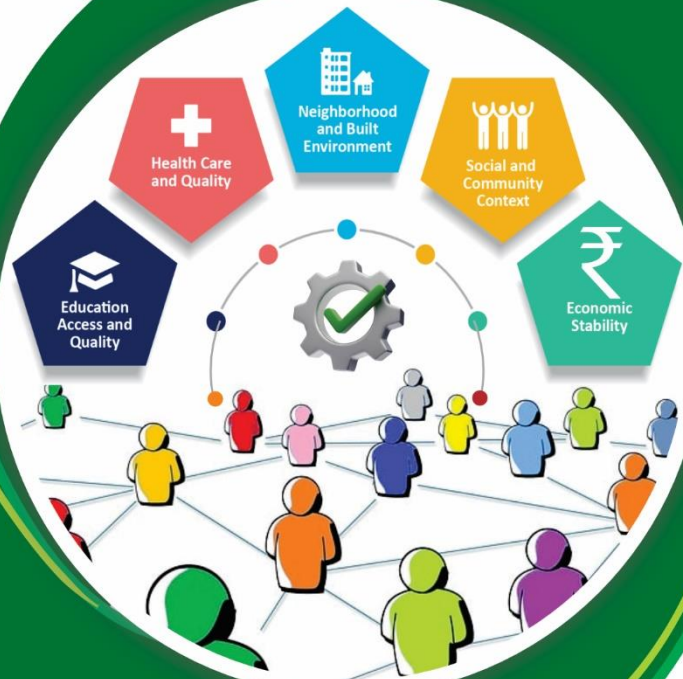 Neighborhood
and Built
Environment
Health Care
and Quality
Social and
Community
Context
Education
Access and
Quality
₹
Economic
Stability